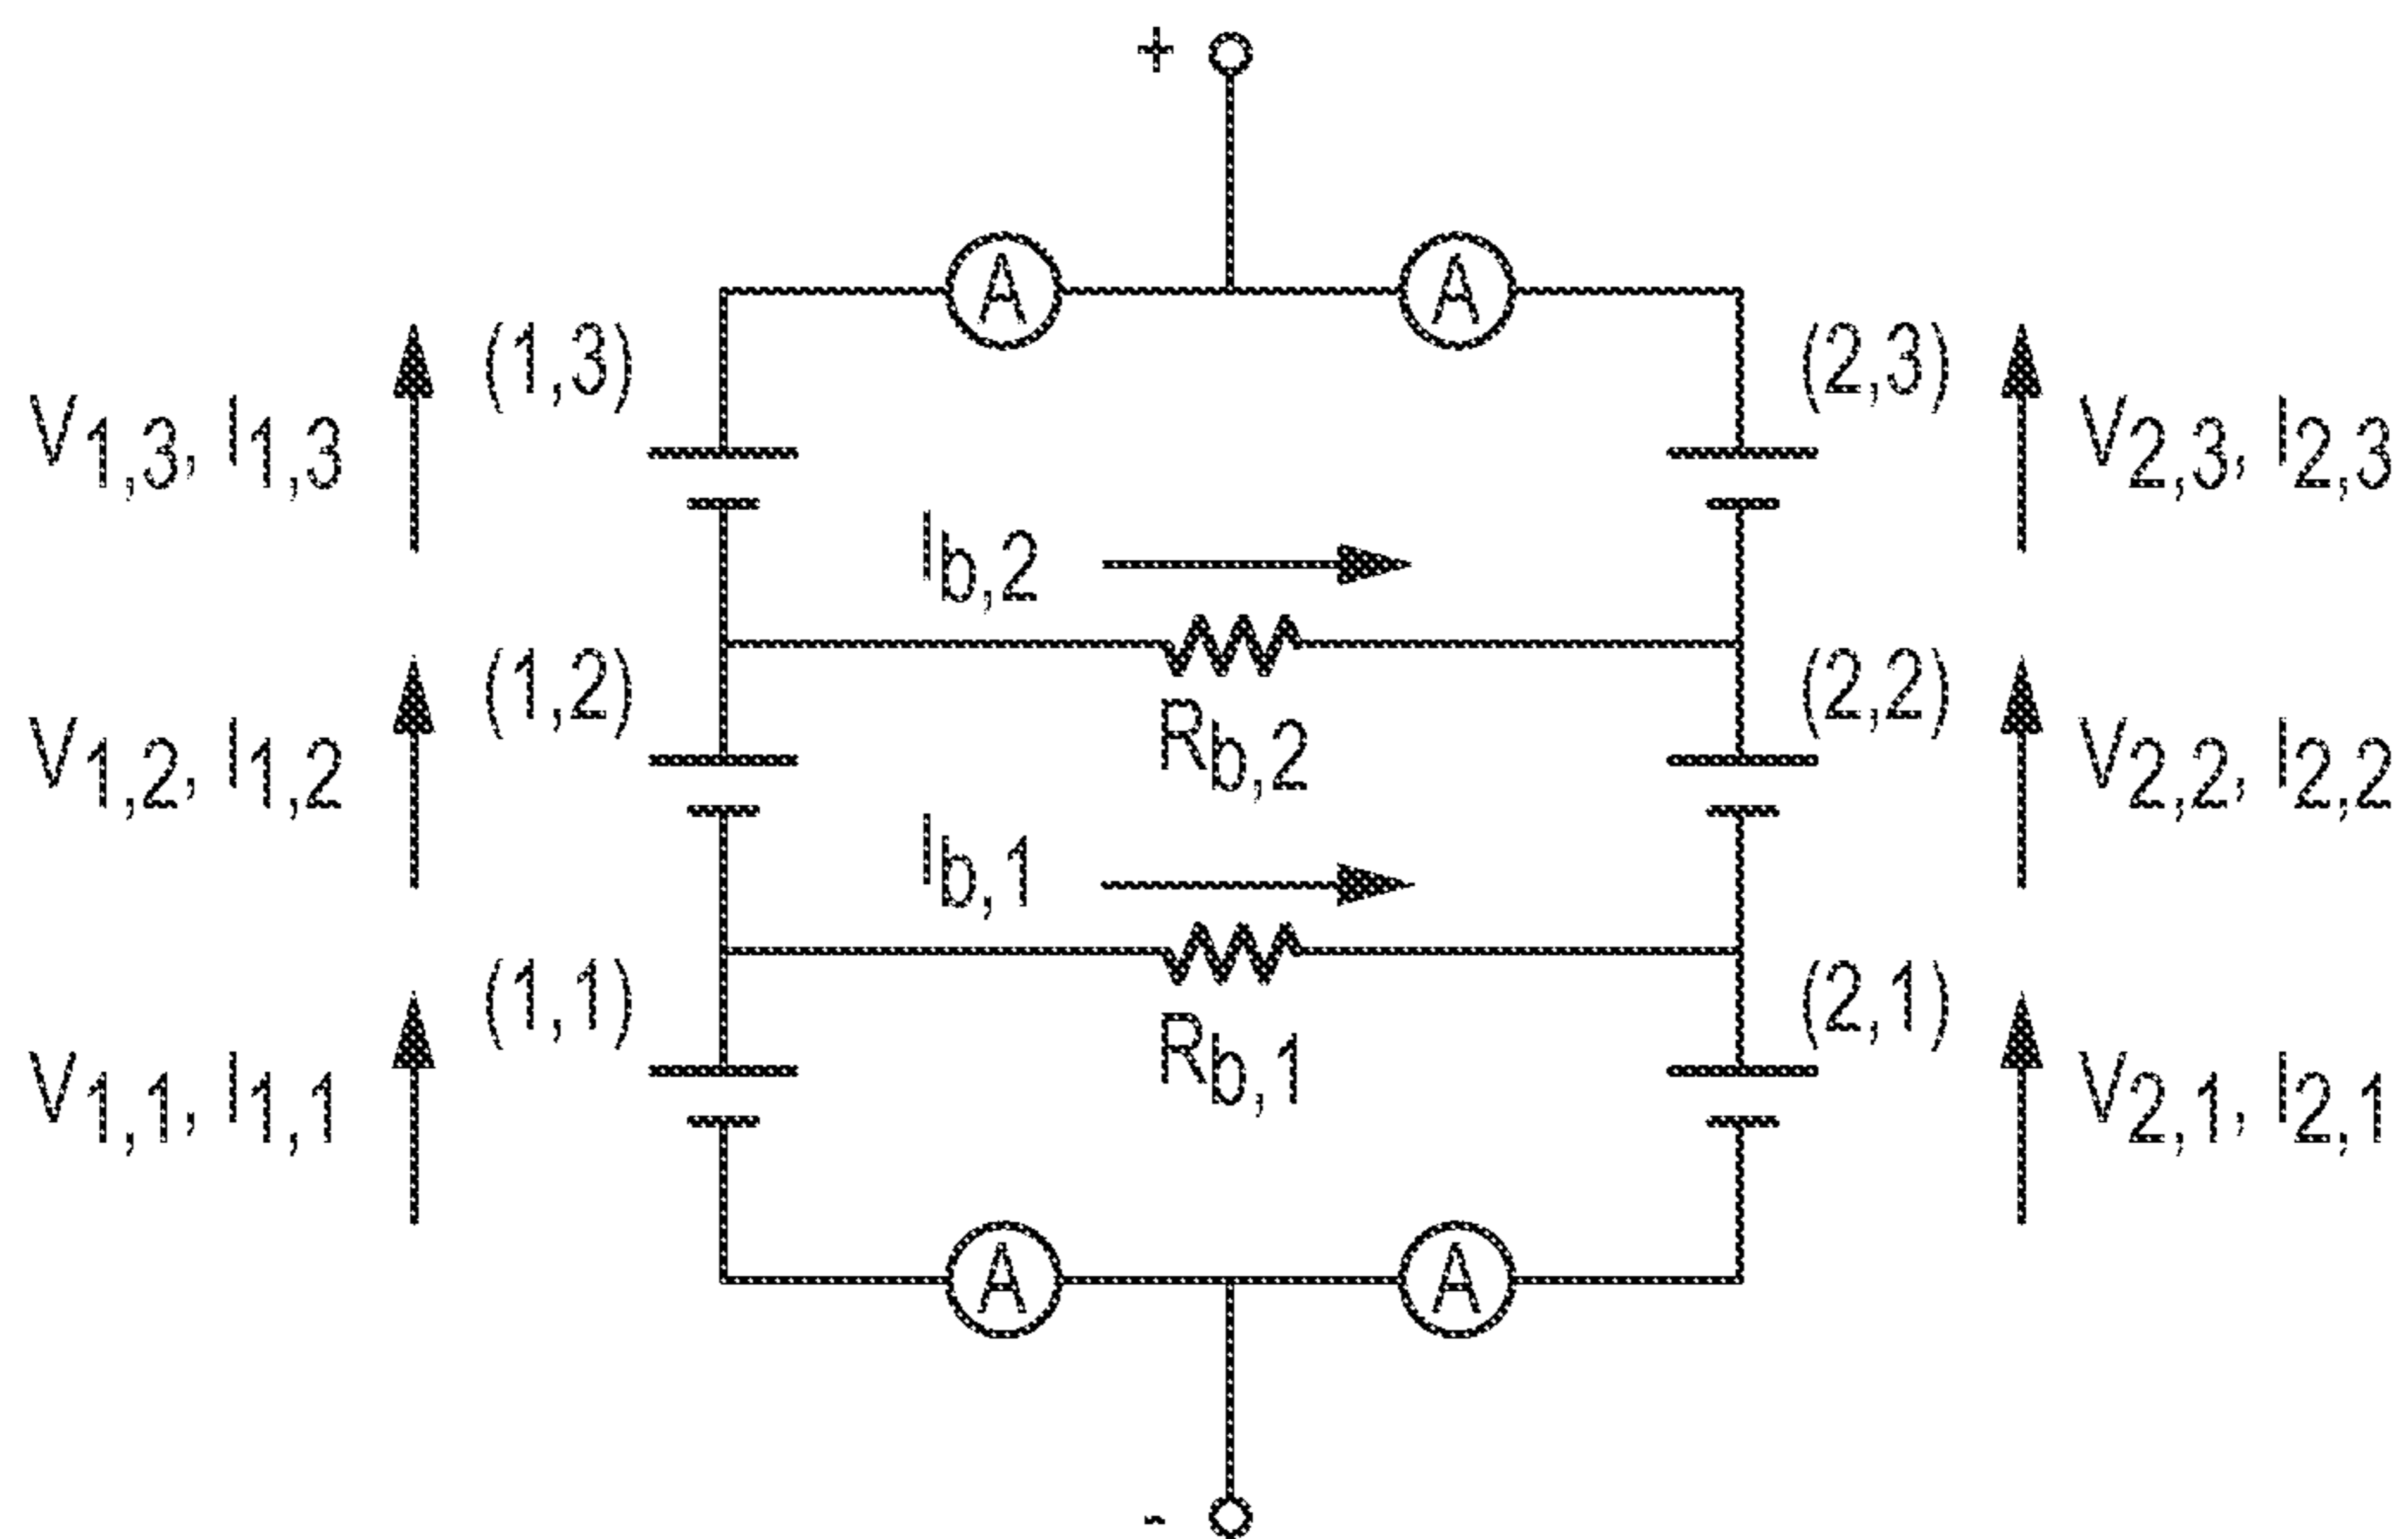 +
A A
(1,3) (2,3)
V1,3, I1,3 V2,3, I2,3
Ib,2
(1,2) (2,2)
Rb,2
V1,2, I1,2 V2,2, I2,2
Ib,1
(1,1) (2,1)
Rb,1
V1,1, I1,1 V2,1, I2,1
A A
-